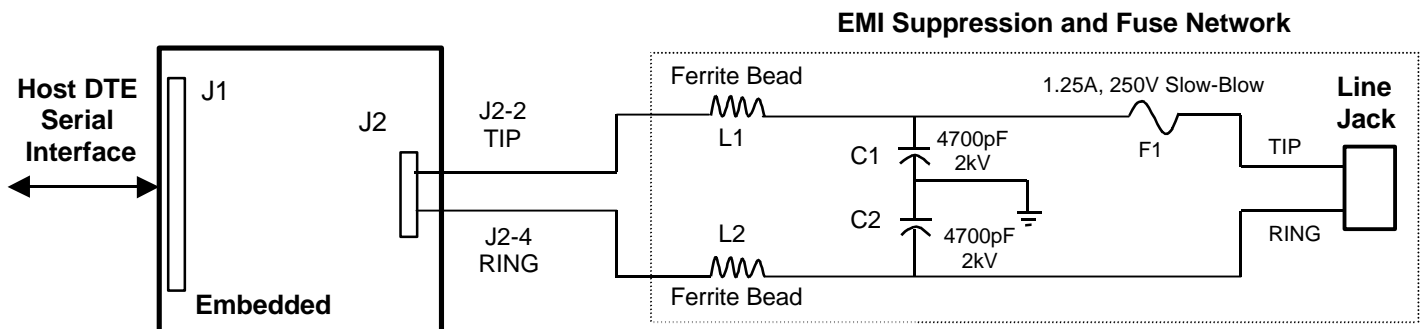 EMI Suppression and Fuse Network
Host DTE
Serial
Interface
J1
J2
J2-2
TIP
J2-4
RING
Embedded
Ferrite Bead
L1
L2
Ferrite Bead
C1
4700pF
2kV
C2
4700pF
2kV
1.25A, 250V Slow-Blow
F1
TIP
RING
Line
Jack